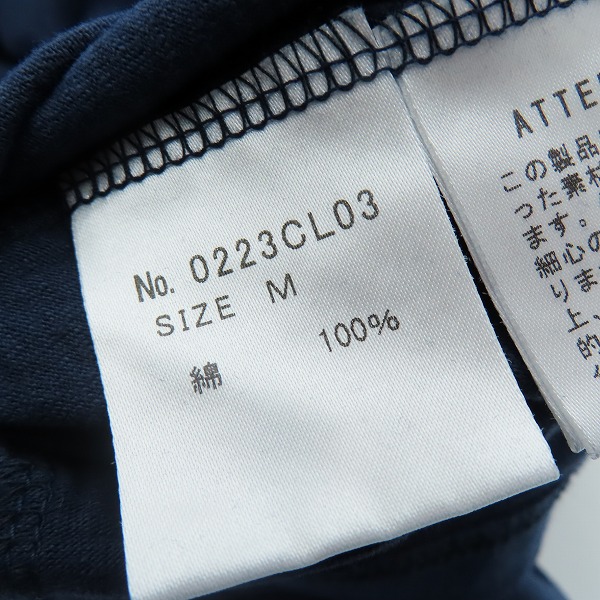 No. 0223CL03
SIZE M
綿 100%
ATTE
この製品
った素材
ます。
細心の
りま
上、
的